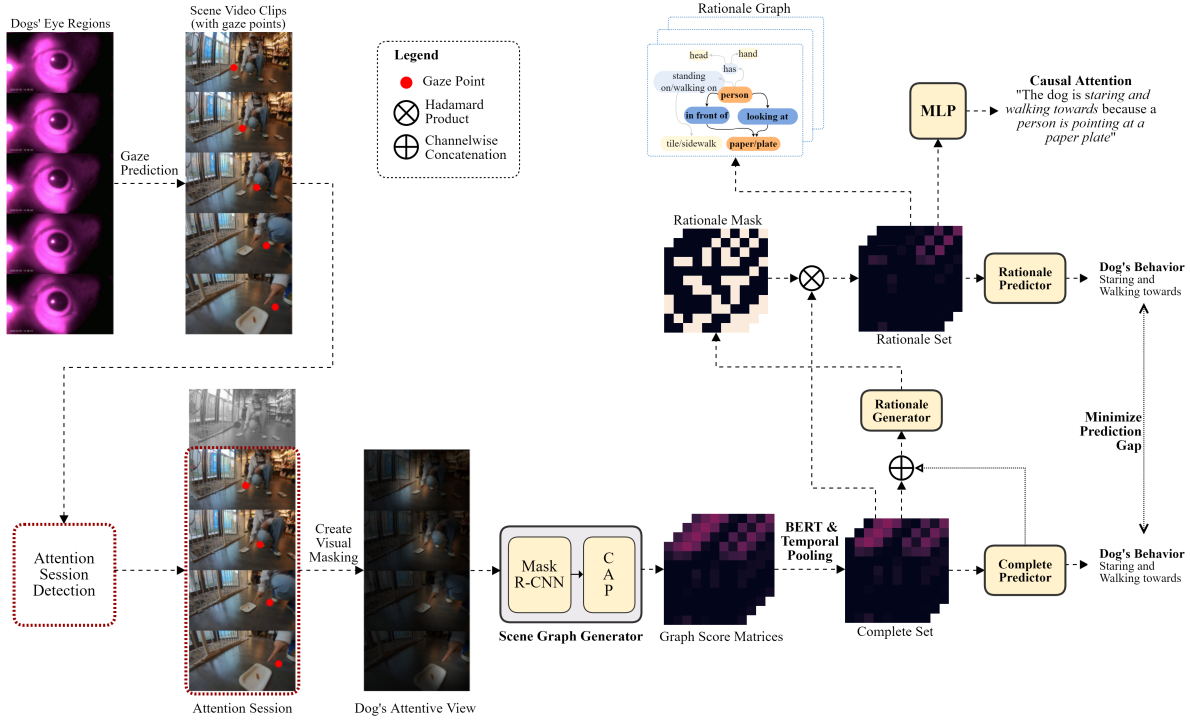 Dogs' Eye Regions
Scene Video Clips
(with gaze points)
Gaze
Prediction
Legend
Gaze Point
Hadamard
Product
Channelwise
Concatenation
Rationale Graph
head
hand
has
standing
on/walking on
person
in front of
looking at
tile/sidewalk
paper/plate
MLP
Causal Attention
"The dog is staring and
walking towards because a
person is pointing at a
paper plate"
Rationale Mask
Rationale Set
Rationale
Predictor
Dog's Behavior
Staring and
Walking towards
Rationale
Generator
Minimize
Prediction
Gap
Attention
Session
Detection
Attention Session
Create
Visual
Masking
Dog's Attentive View
Mask
R-CNN
C
A
P
Scene Graph Generator
Graph Score Matrices
BERT &
Temporal
Pooling
Complete Set
Complete
Predictor
Dog's Behavior
Staring and
Walking towards